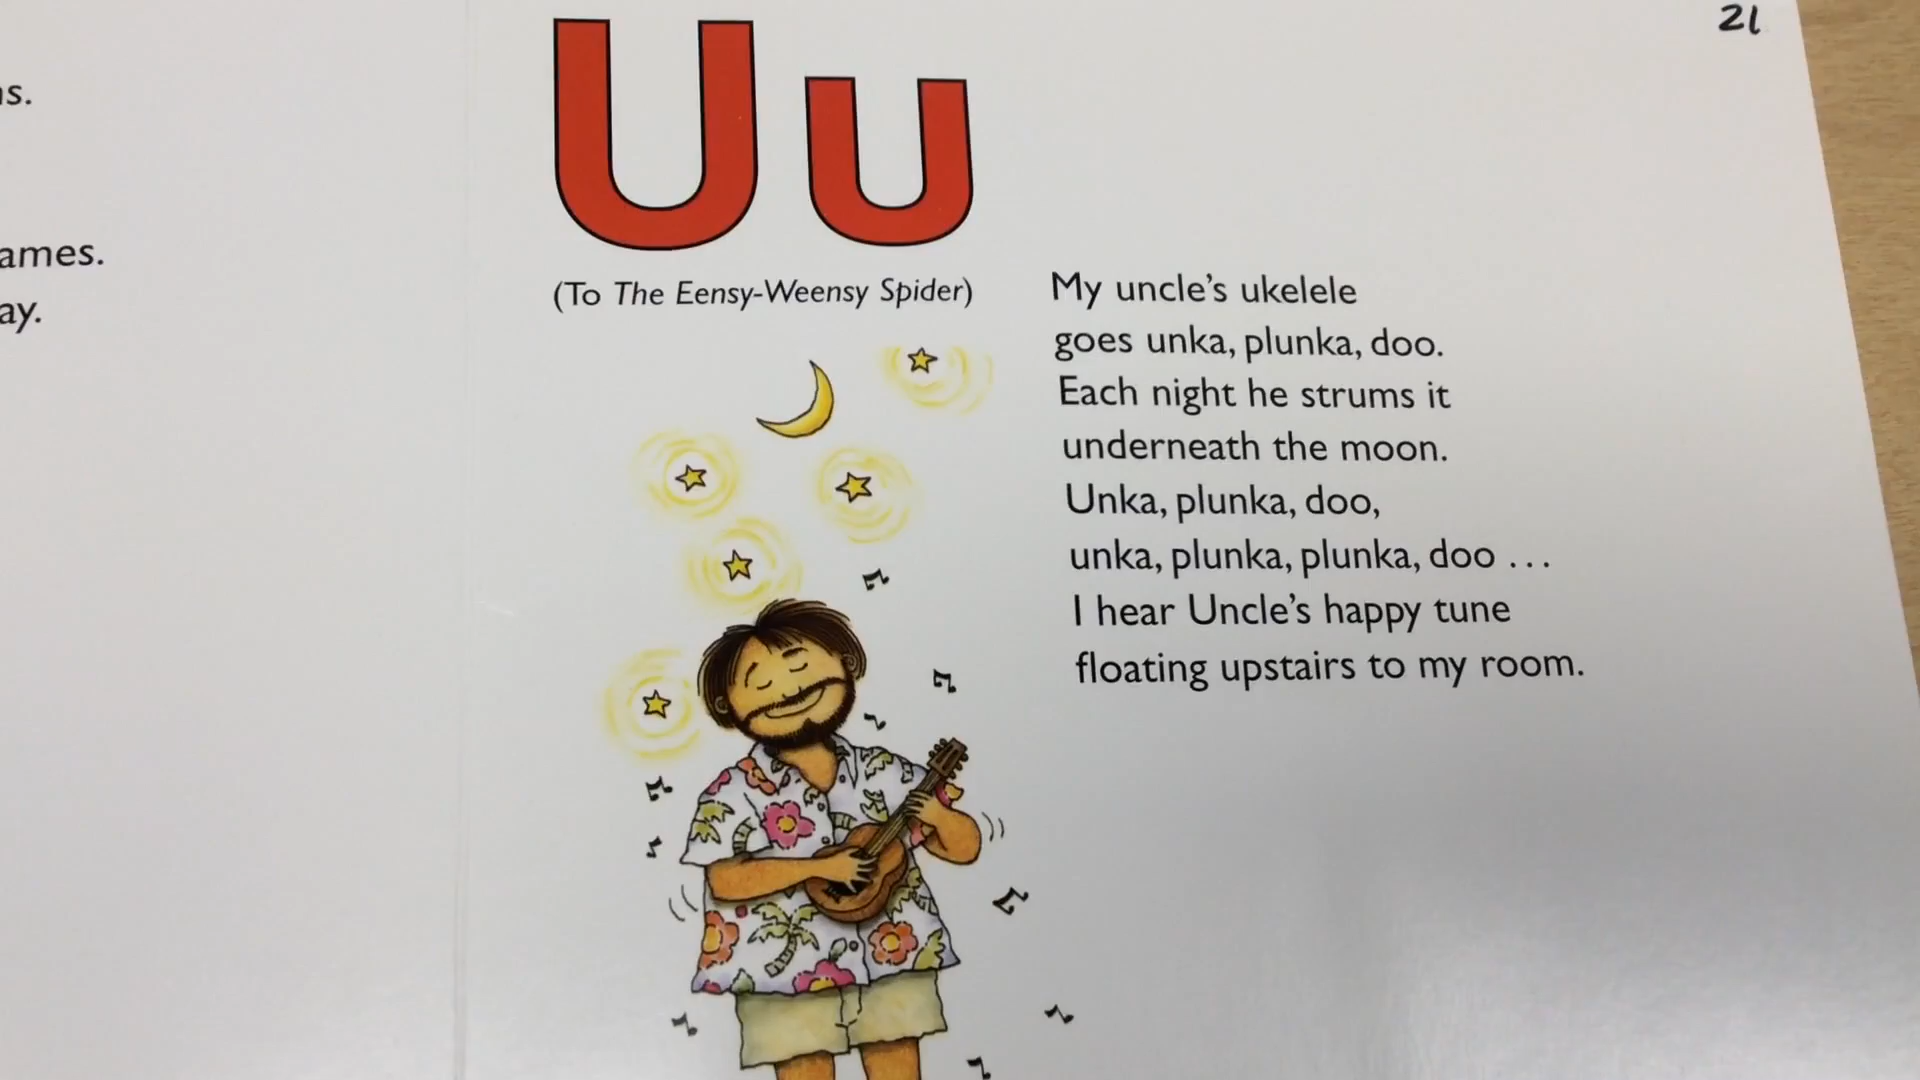 s.
ames.
ay.
21
Uu
(To The Eensy-Weensy Spider)
My uncle's ukelele
goes unka, plunka, doo.
Each night he strums it
underneath the moon.
Unka, plunka, doo,
unka, plunka, plunka, doo ...
I hear Uncle's happy tune
floating upstairs to my room.